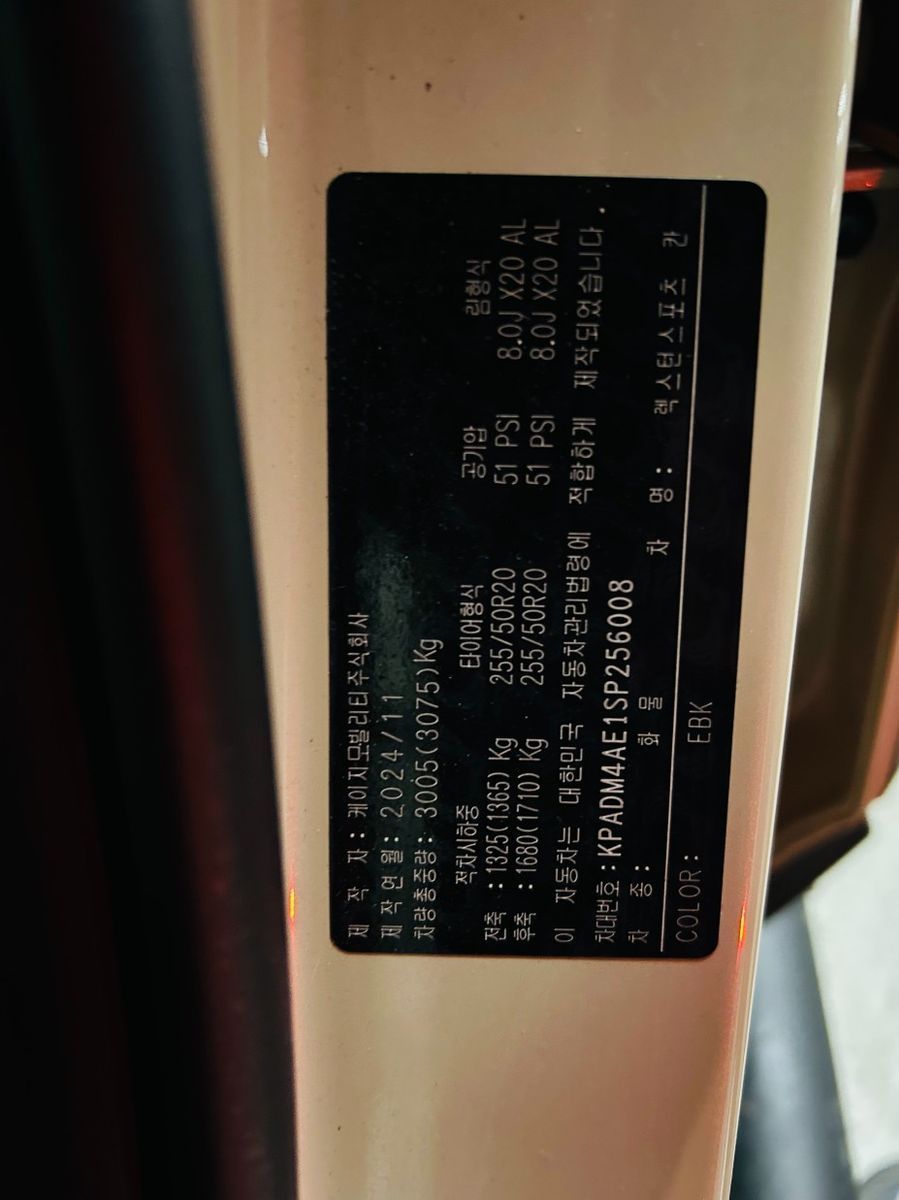 제 작 자 : 케이지모빌리티주식회사
제작연월 : 2024/11
차량총중량 : 3005(3075)Kg
적차시하중 타이어형식 공기압 림형식
전축 : 1325(1365) Kg 255/50R20 51 PSI 8.0J X20 AL
후축 : 1680(1710) Kg 255/50R20 51 PSI 8.0J X20 AL
이 자동차는 대한민국 자동차관리법령에 적합하게 제작되었습니다.
차대번호 : KPADM4AE1SP256008
차 종 : 화 물 차 명 : 렉스턴스포츠 칸
COLOR: EBK